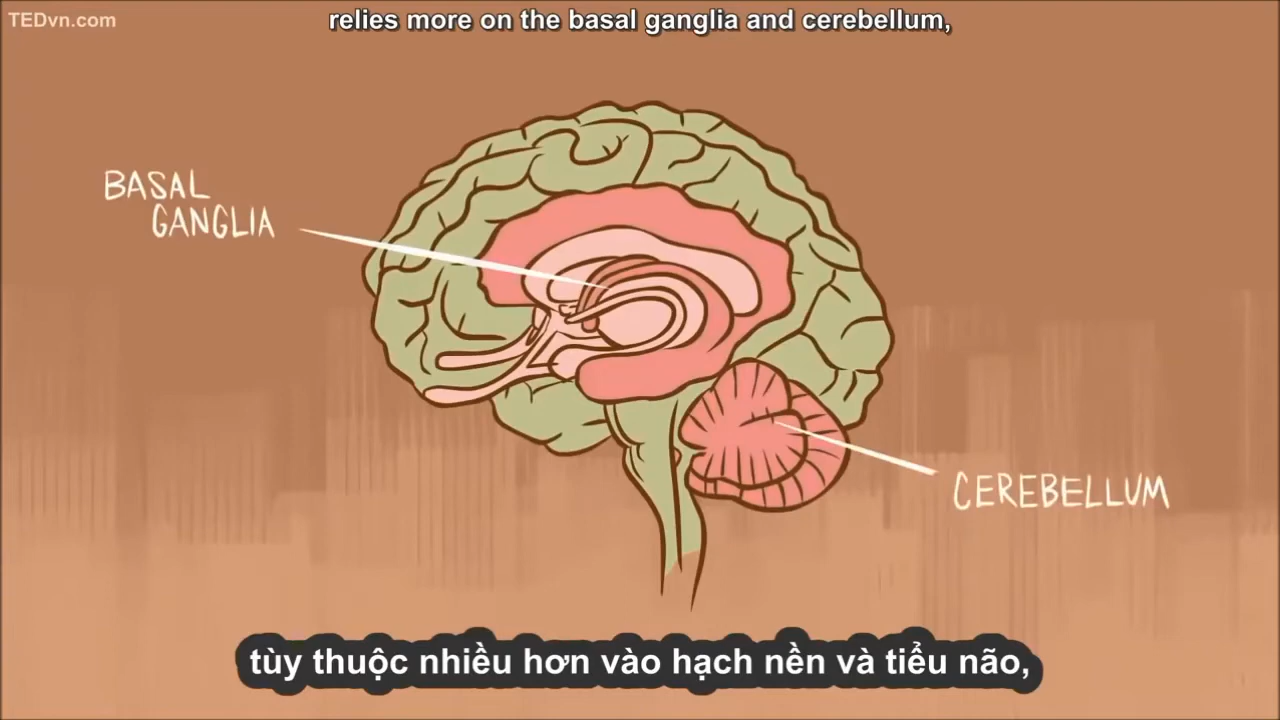 TEDvn.com
relies more on the basal ganglia and cerebellum,
BASAL
GANGLIA
CEREBELLUM
tùy thuộc nhiều hơn vào hạch nền và tiểu não,